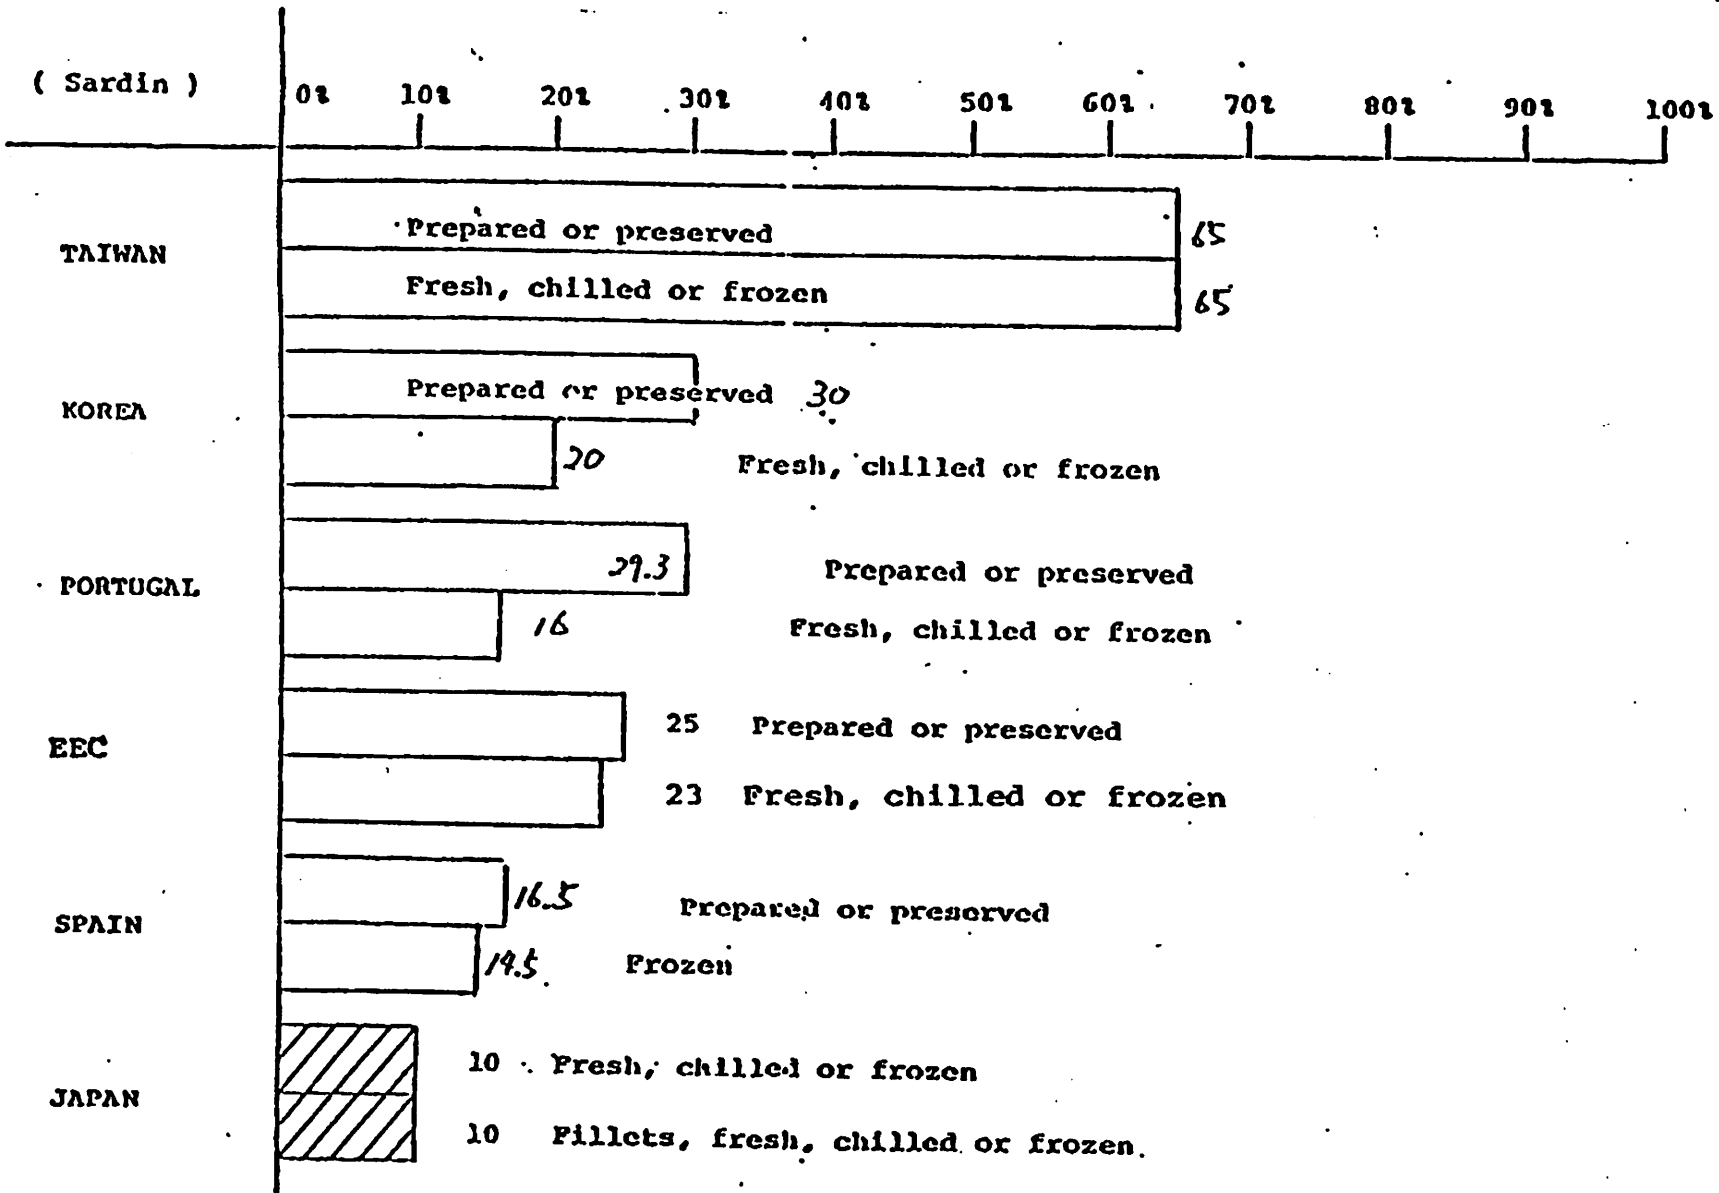 ( Sardin )
0% 10% 20% 30% 40% 50% 60% 70% 80% 90% 100%
TAIWAN
Prepared or preserved 65
Fresh, chilled or frozen 65
KOREA
Prepared or preserved 30
20 Fresh, chilled or frozen
PORTUGAL
29.3 Prepared or preserved
16 Fresh, chilled or frozen
EEC
25 Prepared or preserved
23 Fresh, chilled or frozen
SPAIN
16.5 Prepared or preserved
14.5 Frozen
JAPAN
10 Fresh, chilled or frozen
10 Fillets, fresh, chilled or frozen.